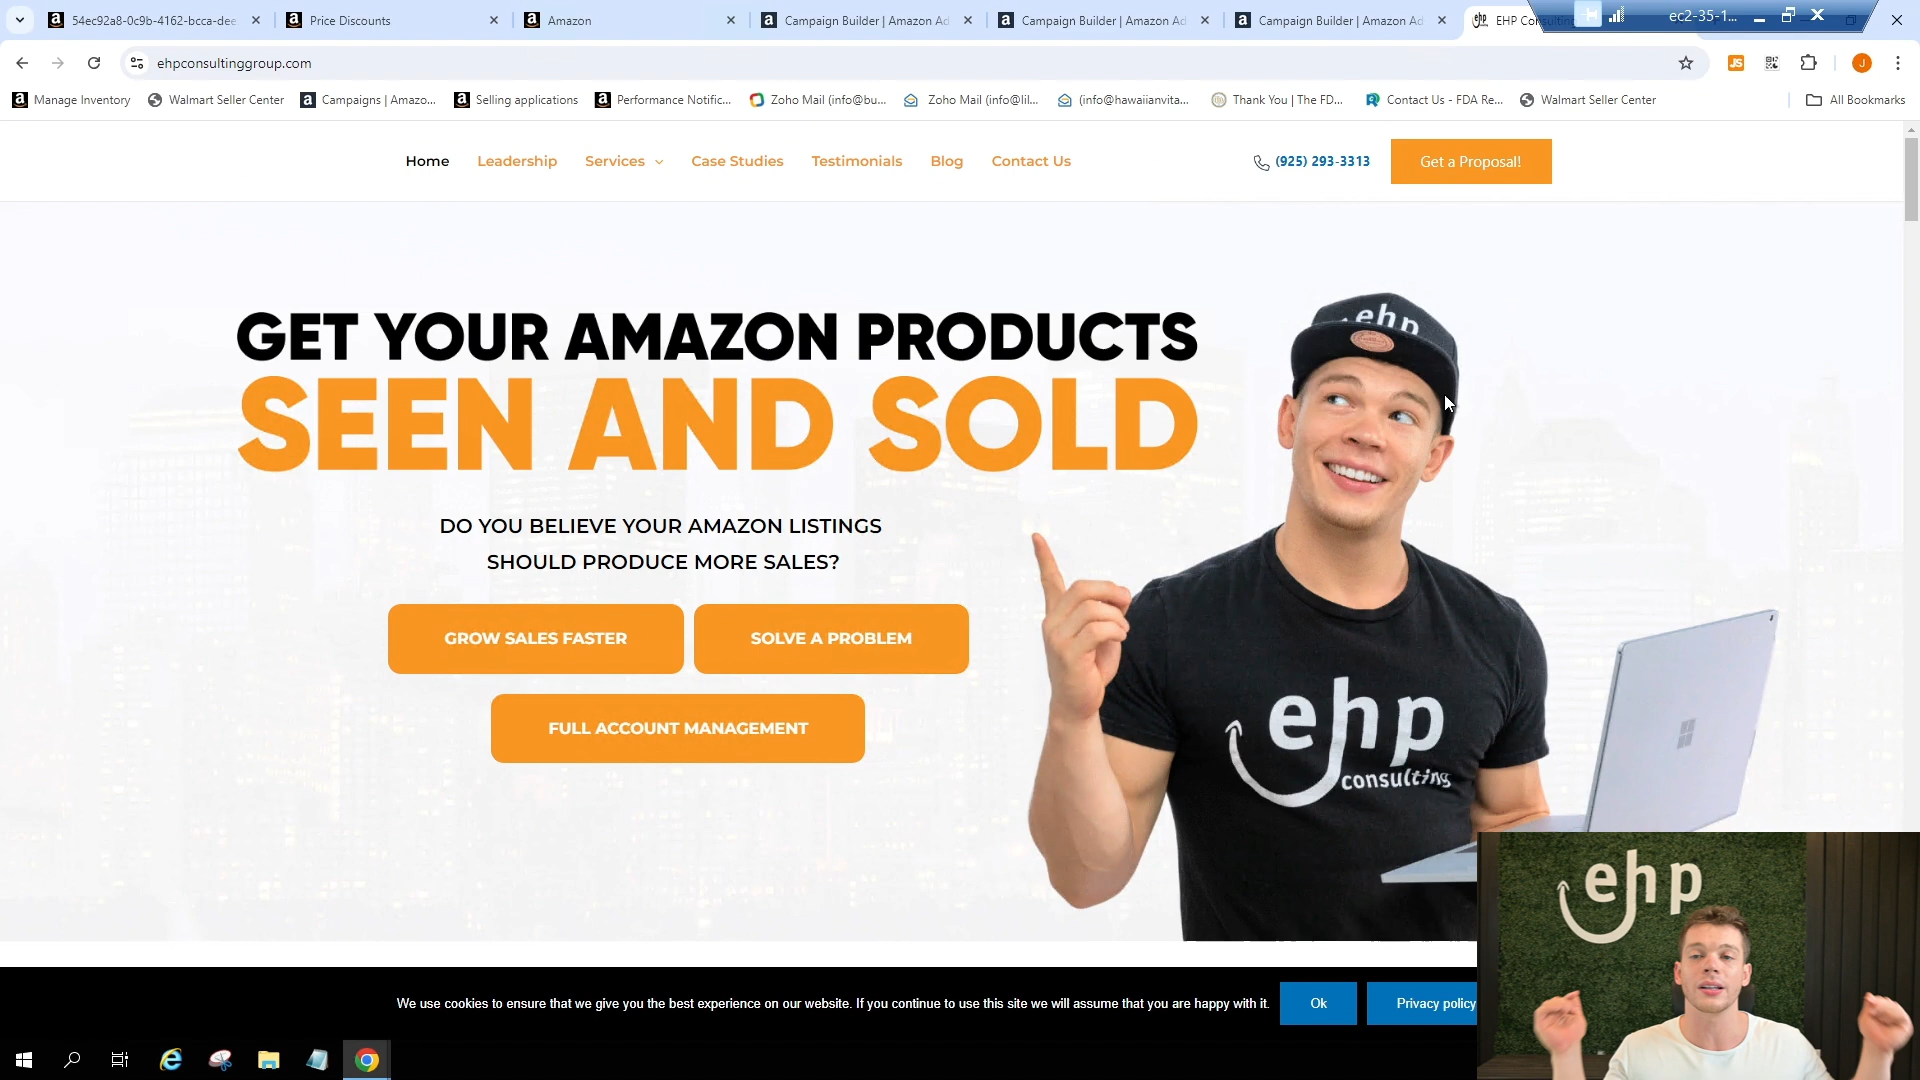 54ec92a8-0c9b-4162-bcca-dee
Price Discounts
Amazon
Campaign Builder | Amazon Ad
Campaign Builder | Amazon Ad
Campaign Builder | Amazon Ad
EHP Consulting
ec2-35-1...
ehpconsultinggroup.com
JS
J
Manage Inventory
Walmart Seller Center
Campaigns | Amazo...
Selling applications
Performance Notific...
Zoho Mail (info@bu...
Zoho Mail (info@lil...
(info@hawaiianvita...
Thank You | The FD...
Contact Us - FDA Re...
Walmart Seller Center
All Bookmarks
Home
Leadership
Services
Case Studies
Testimonials
Blog
Contact Us
(925) 293-3313
Get a Proposal!
GET YOUR AMAZON PRODUCTS
SEEN AND SOLD
DO YOU BELIEVE YOUR AMAZON LISTINGS
SHOULD PRODUCE MORE SALES?
GROW SALES FASTER
SOLVE A PROBLEM
FULL ACCOUNT MANAGEMENT
ehp
ehp
consulting
ehp
We use cookies to ensure that we give you the best experience on our website. If you continue to use this site we will assume that you are happy with it.
Ok
Privacy policy